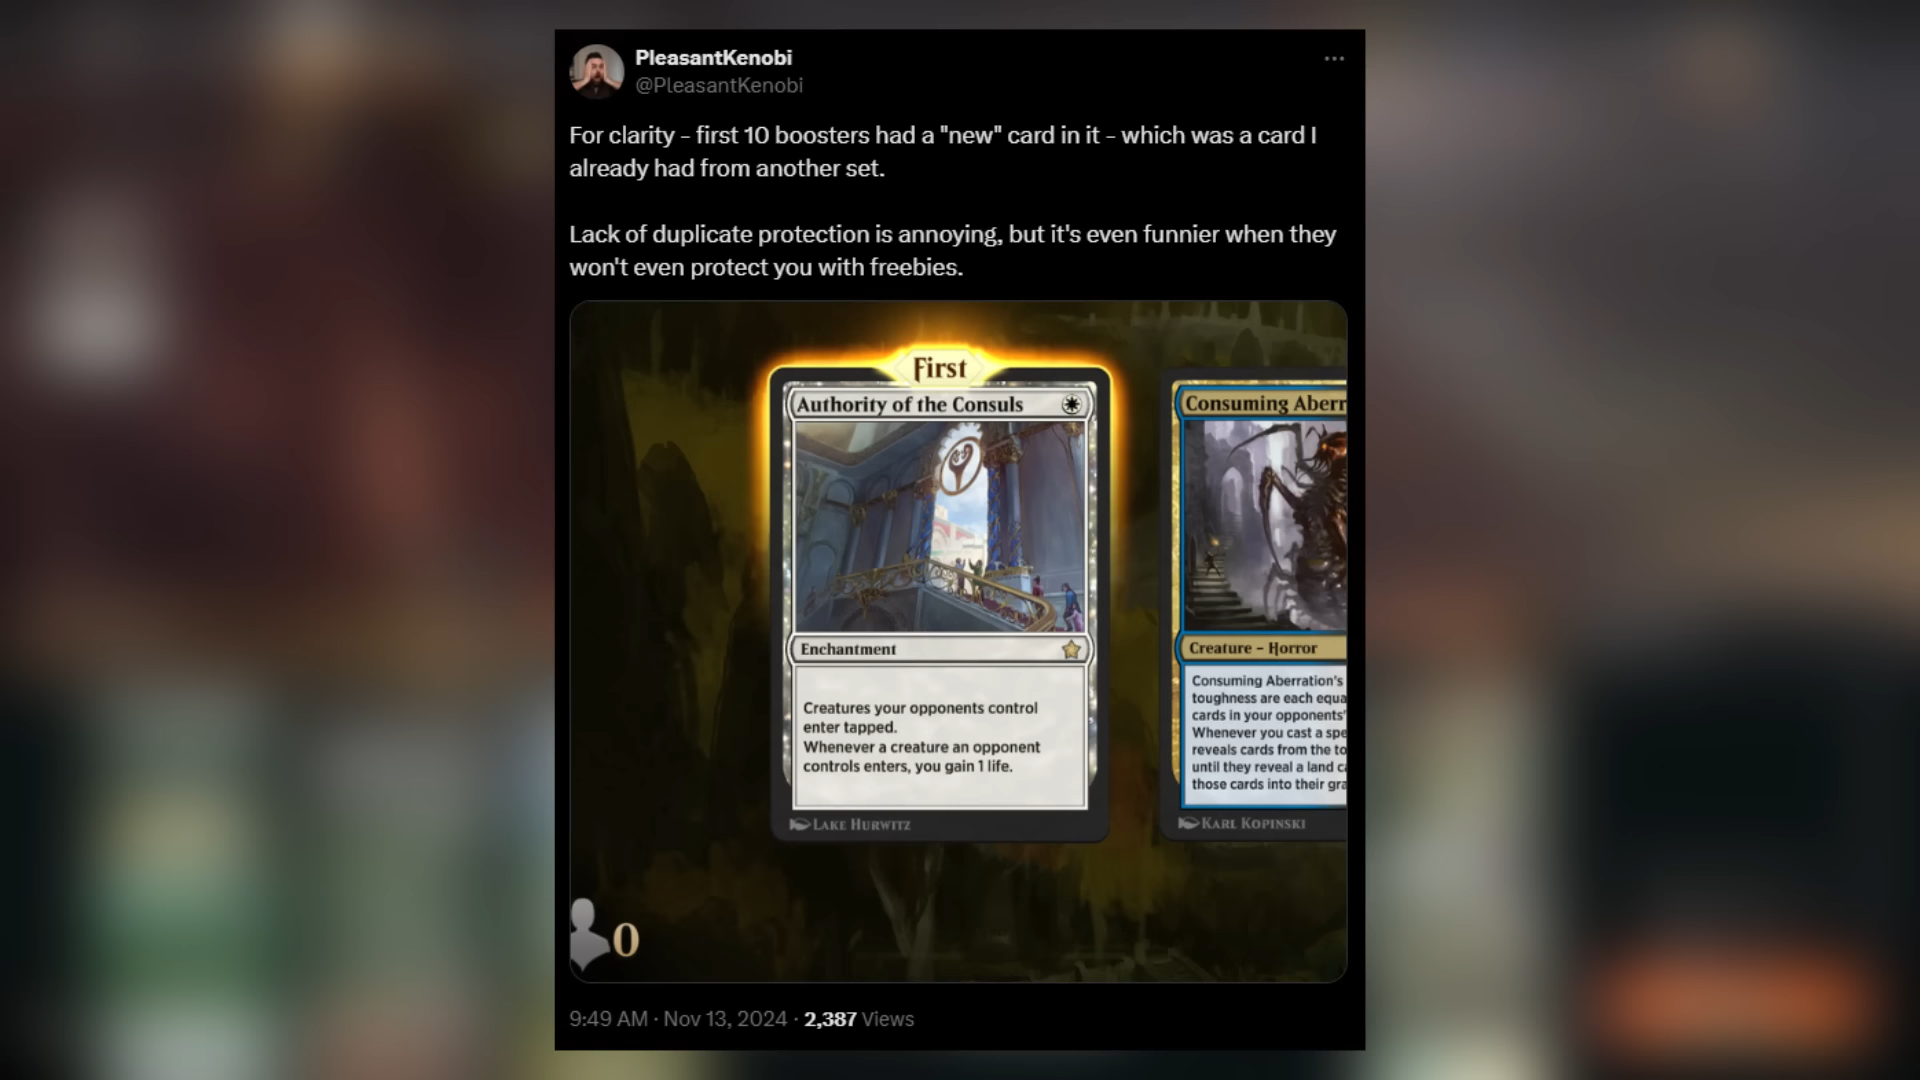 PleasantKenobi
@PleasantKenobi
For clarity - first 10 boosters had a "new" card in it - which was a card I
already had from another set.
Lack of duplicate protection is annoying, but it's even funnier when they
won't even protect you with freebies.
First
Authority of the Consuls
Enchantment
Creatures your opponents control
enter tapped.
Whenever a creature an opponent
controls enters, you gain 1 life.
Lake Hurwitz
Consuming Aberr
Creature – Horror
Consuming Aberration's
toughness are each equa
cards in your opponents'
Whenever you cast a spe
reveals cards from the to
until they reveal a land ca
those cards into their gra
Karl Kopinski
0
9:49 AM · Nov 13, 2024 · 2,387 Views